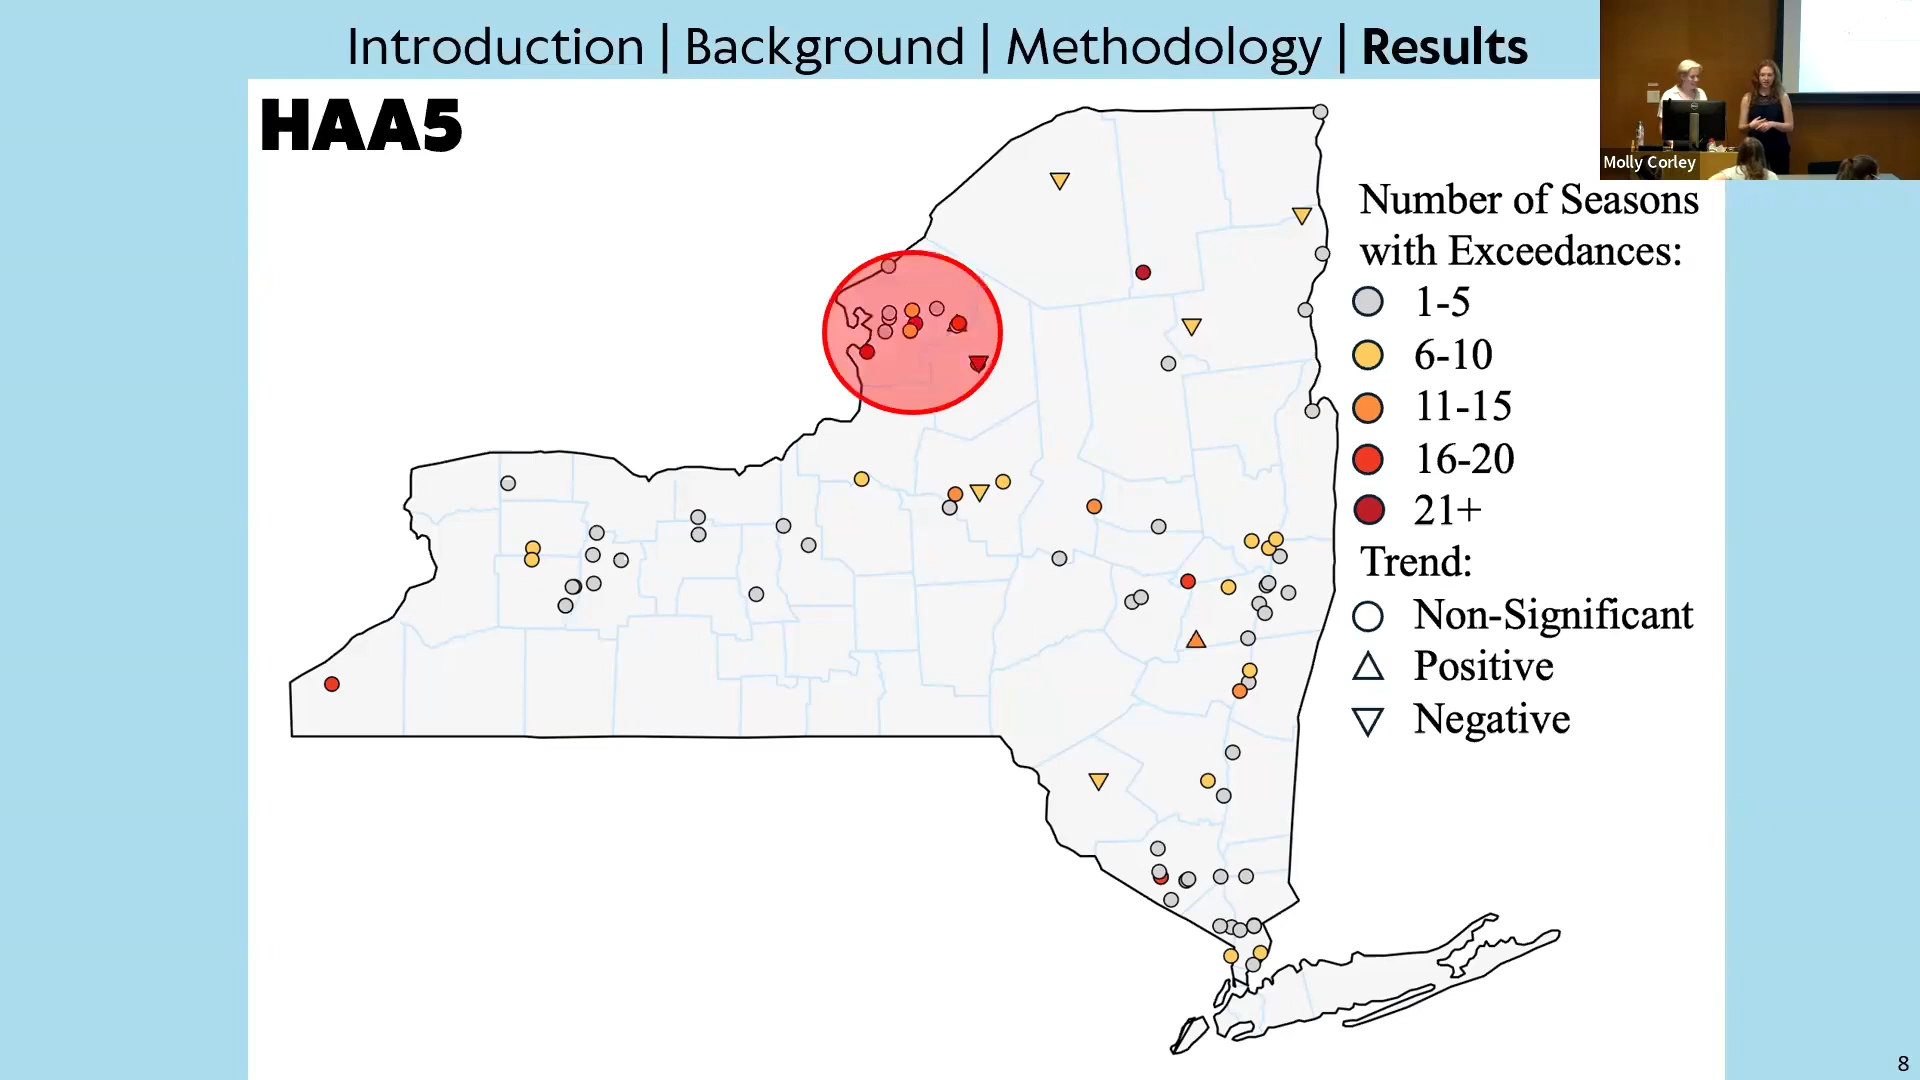 Introduction | Background | Methodology | Results
HAA5
Molly Corley
Number of Seasons
with Exceedances:
1-5
6-10
11-15
16-20
21+
Trend:
Non-Significant
Positive
Negative
8